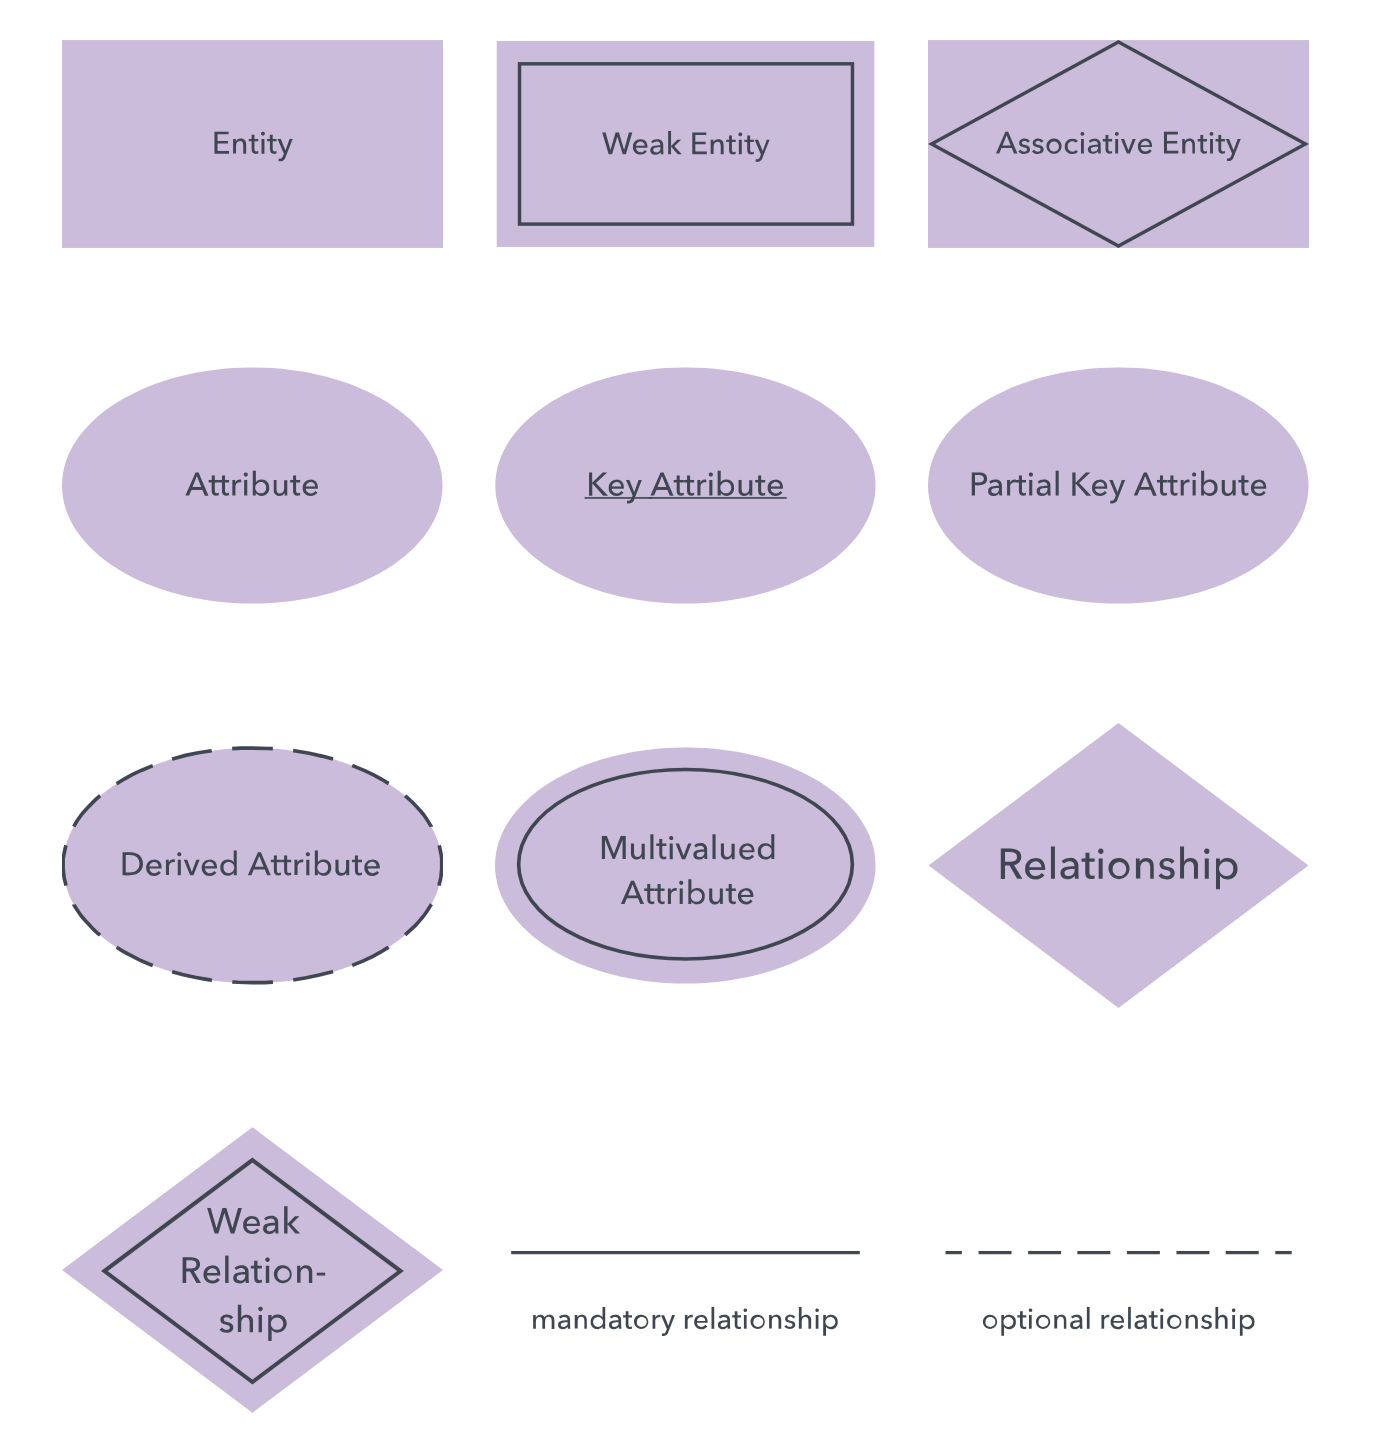 Entity
Weak Entity
Associative Entity
Attribute
Key Attribute
Partial Key Attribute
Derived Attribute
Multivalued
Attribute
Relationship
Weak
Relation-
ship
mandatory relationship
optional relationship